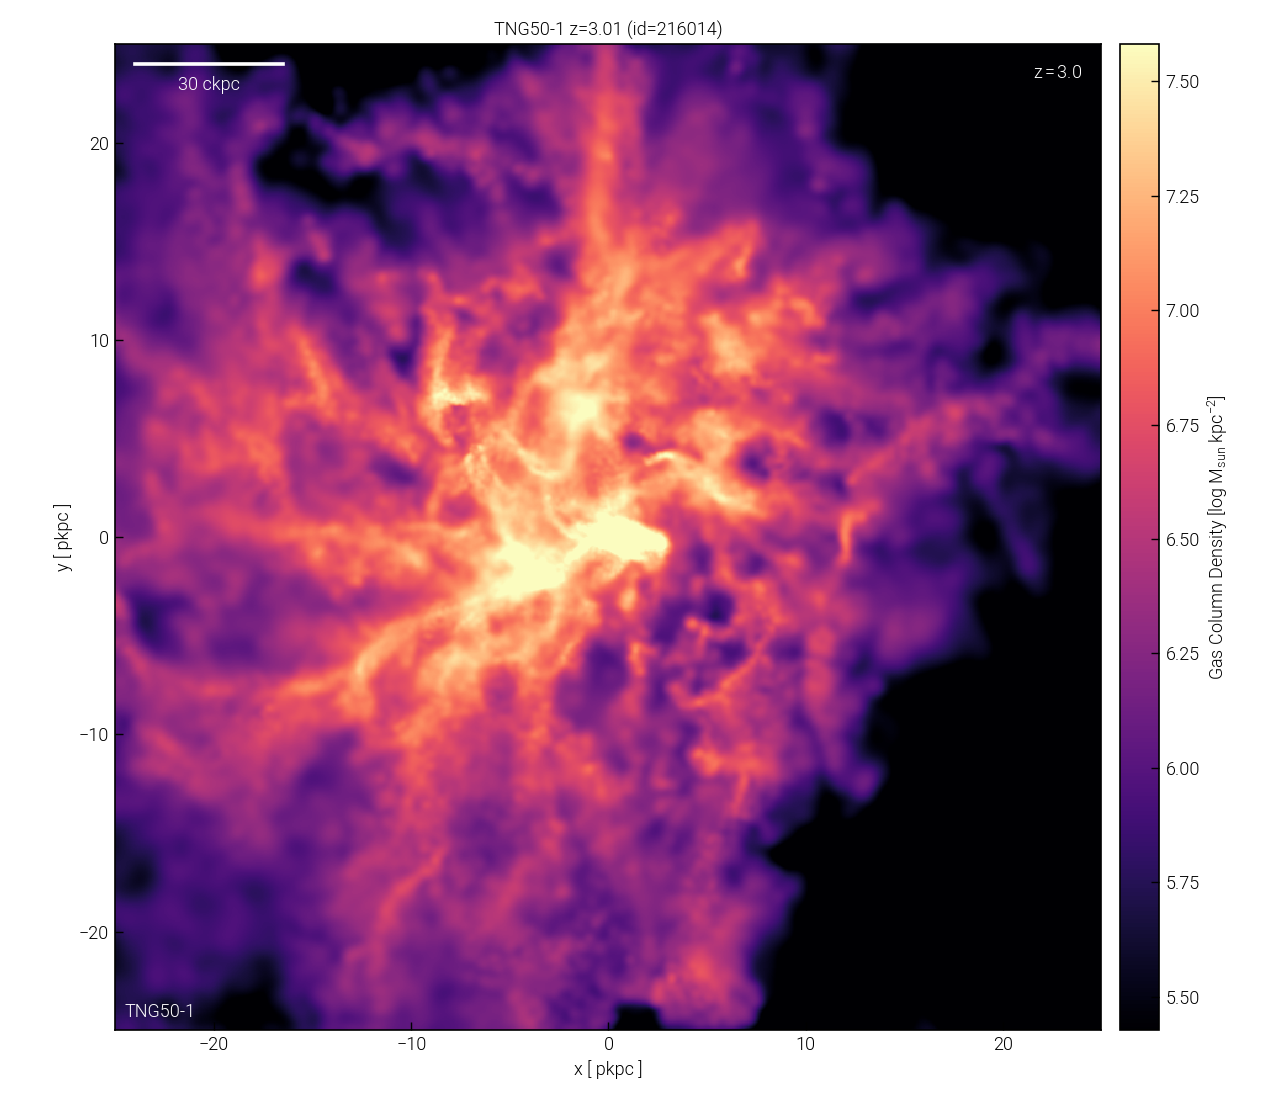 TNG50-1 z=3.01 (id=216014)
30 ckpc
z = 3.0
20
10
0
−10
−20
y [ pkpc ]
TNG50-1
−20
−10
0
10
20
x [ pkpc ]
7.50
7.25
7.00
6.75
6.50
6.25
6.00
5.75
5.50
Gas Column Density [log M_sun kpc^−2]